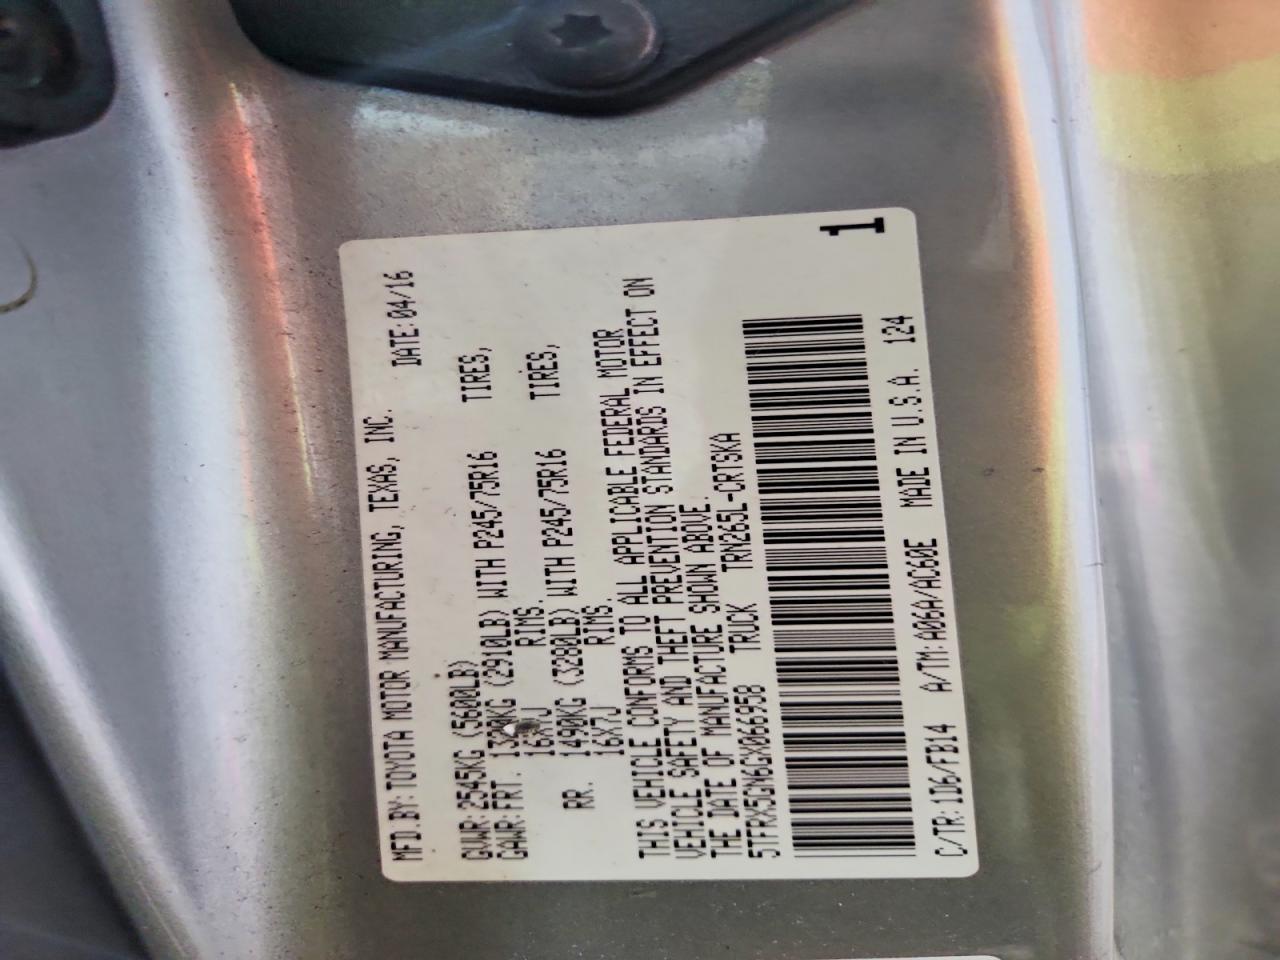 MFD.BY:TOYOTA MOTOR MANUFACTURING, TEXAS, INC.
DATE:04/16
GVWR:2545KG (5600LB)
GAWR:FRT. 1320KG (2910LB) WITH P245/75R16 TIRES,
16X7J RIMS.
RR. 1490KG (3280LB) WITH P245/75R16 TIRES,
16X7J RIMS.
THIS VEHICLE CONFORMS TO ALL APPLICABLE FEDERAL MOTOR
VEHICLE SAFETY AND THEFT PREVENTION STANDARDS IN EFFECT ON
THE DATE OF MANUFACTURE SHOWN ABOVE.
5TFRX5GN6GX066958 TRUCK TRN265L-CRTSKA
C/TR:1D6/FB14 A/TM:A06A/AC60E MADE IN U.S.A. 124
1